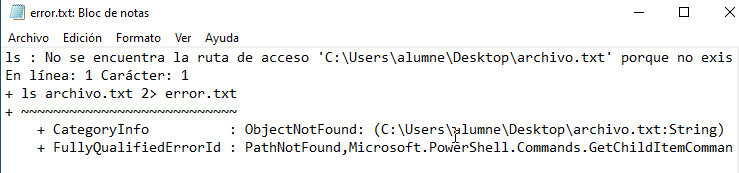 error.txt: Bloc de notas
Archivo Edición Formato Ver Ayuda
ls : No se encuentra la ruta de acceso 'C:\Users\alumne\Desktop\archivo.txt' porque no exis
En línea: 1 Carácter: 1
+ ls archivo.txt 2> error.txt
+ ~~~~~~~~~~~~~~~~~~~~~~~~~~~
+ CategoryInfo : ObjectNotFound: (C:\Users\alumne\Desktop\archivo.txt:String)
+ FullyQualifiedErrorId : PathNotFound,Microsoft.PowerShell.Commands.GetChildItemComman